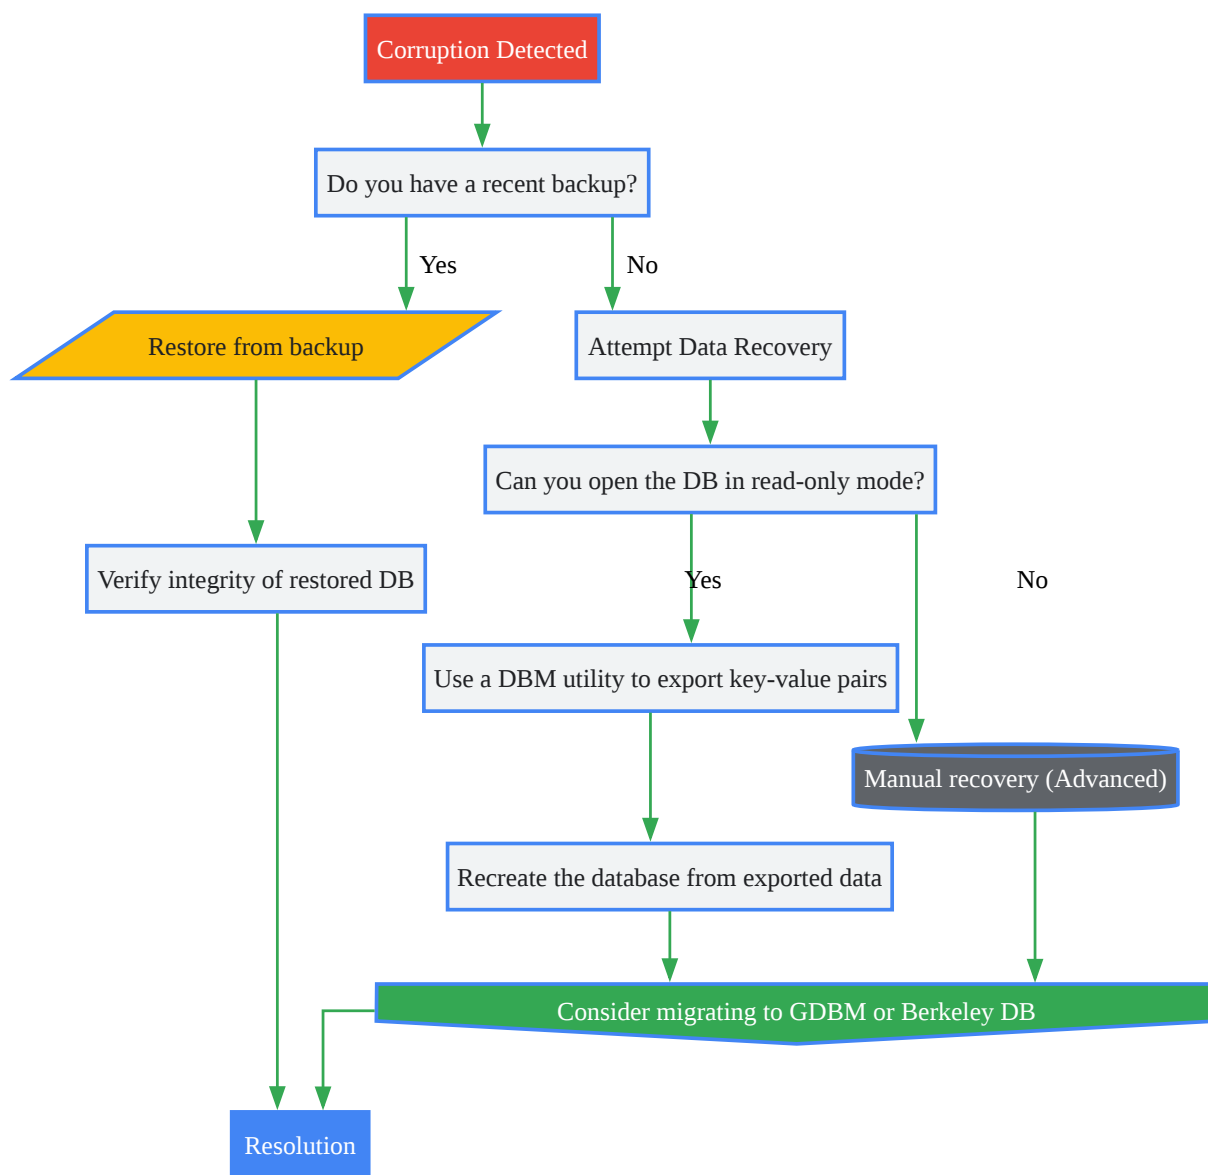 Corruption Detected
Do you have a recent backup?
Yes
No
Restore from backup
Attempt Data Recovery
Can you open the DB in read-only mode?
Verify integrity of restored DB
Yes
No
Use a DBM utility to export key-value pairs
Manual recovery (Advanced)
Recreate the database from exported data
Consider migrating to GDBM or Berkeley DB
Resolution